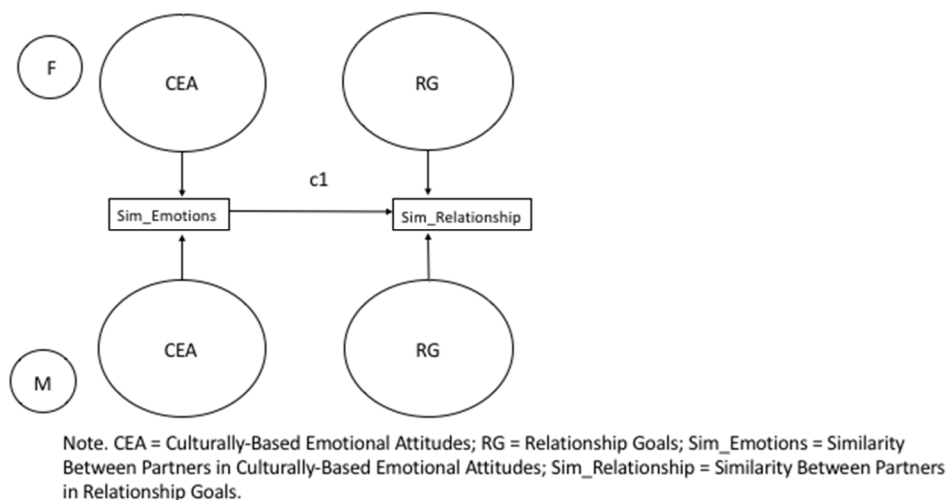 F
CEA
RG
c1
Sim_Emotions
Sim_Relationship
CEA
RG
M
Note. CEA = Culturally-Based Emotional Attitudes; RG = Relationship Goals; Sim_Emotions = Similarity
Between Partners in Culturally-Based Emotional Attitudes; Sim_Relationship = Similarity Between Partners
in Relationship Goals.